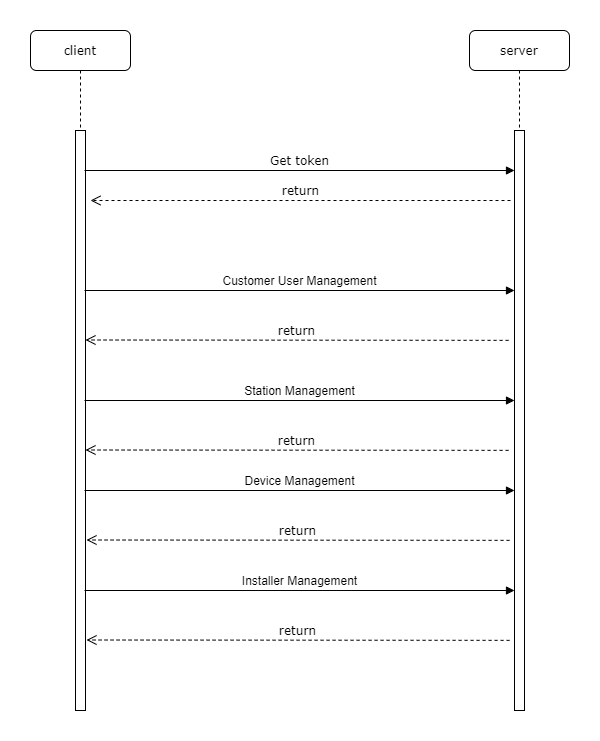 client
server
Get token
return
Customer User Management
return
Station Management
return
Device Management
return
Installer Management
return